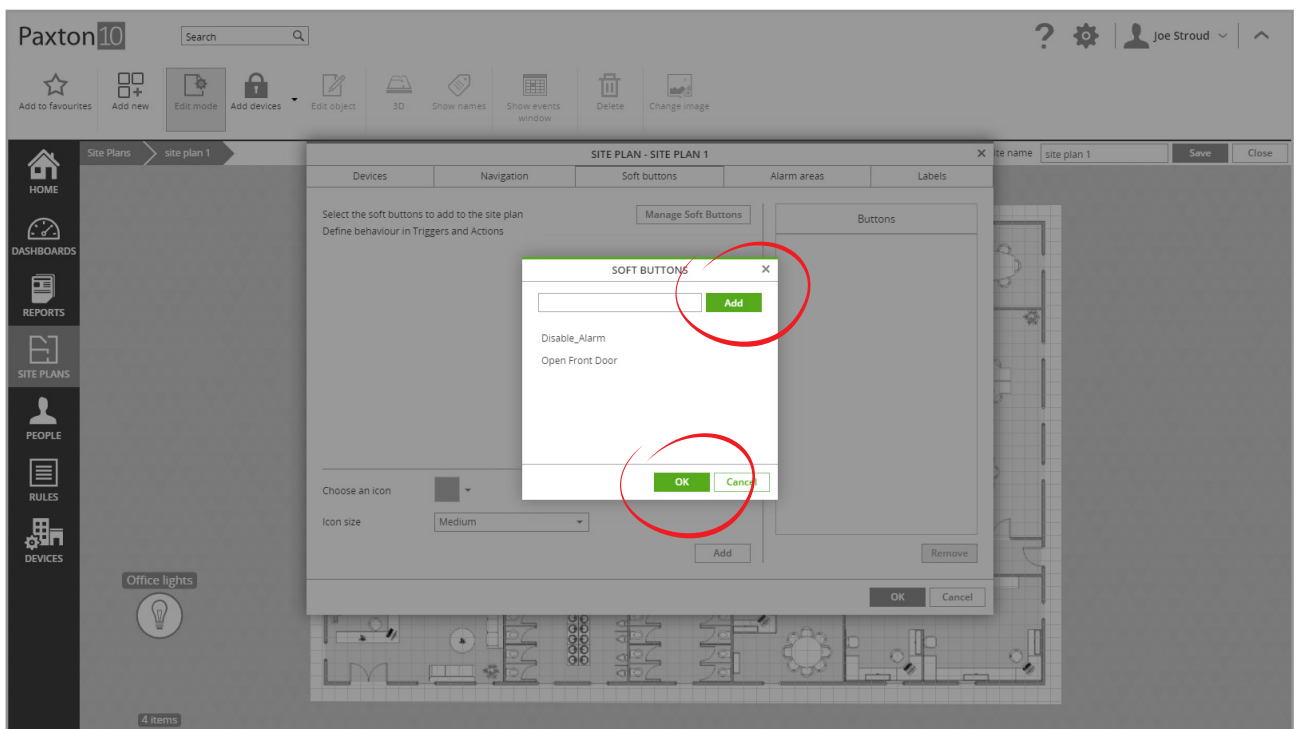 Paxton10
Search
Joe Stroud
Add to favourites
Add new
Edit mode
Add devices
Edit object
3D
Show names
Show events
window
Delete
Change image
Site Plans
site plan 1
SITE PLAN - SITE PLAN 1
te name
site plan 1
Save
Close
HOME
DASHBOARDS
REPORTS
SITE PLANS
PEOPLE
RULES
DEVICES
Devices
Navigation
Soft buttons
Alarm areas
Labels
Select the soft buttons to add to the site plan
Define behaviour in Triggers and Actions
Manage Soft Buttons
Buttons
SOFT BUTTONS
Add
Disable_Alarm
Open Front Door
OK
Cancel
Choose an icon
Icon size
Medium
Add
Remove
OK
Cancel
Office lights
4 items